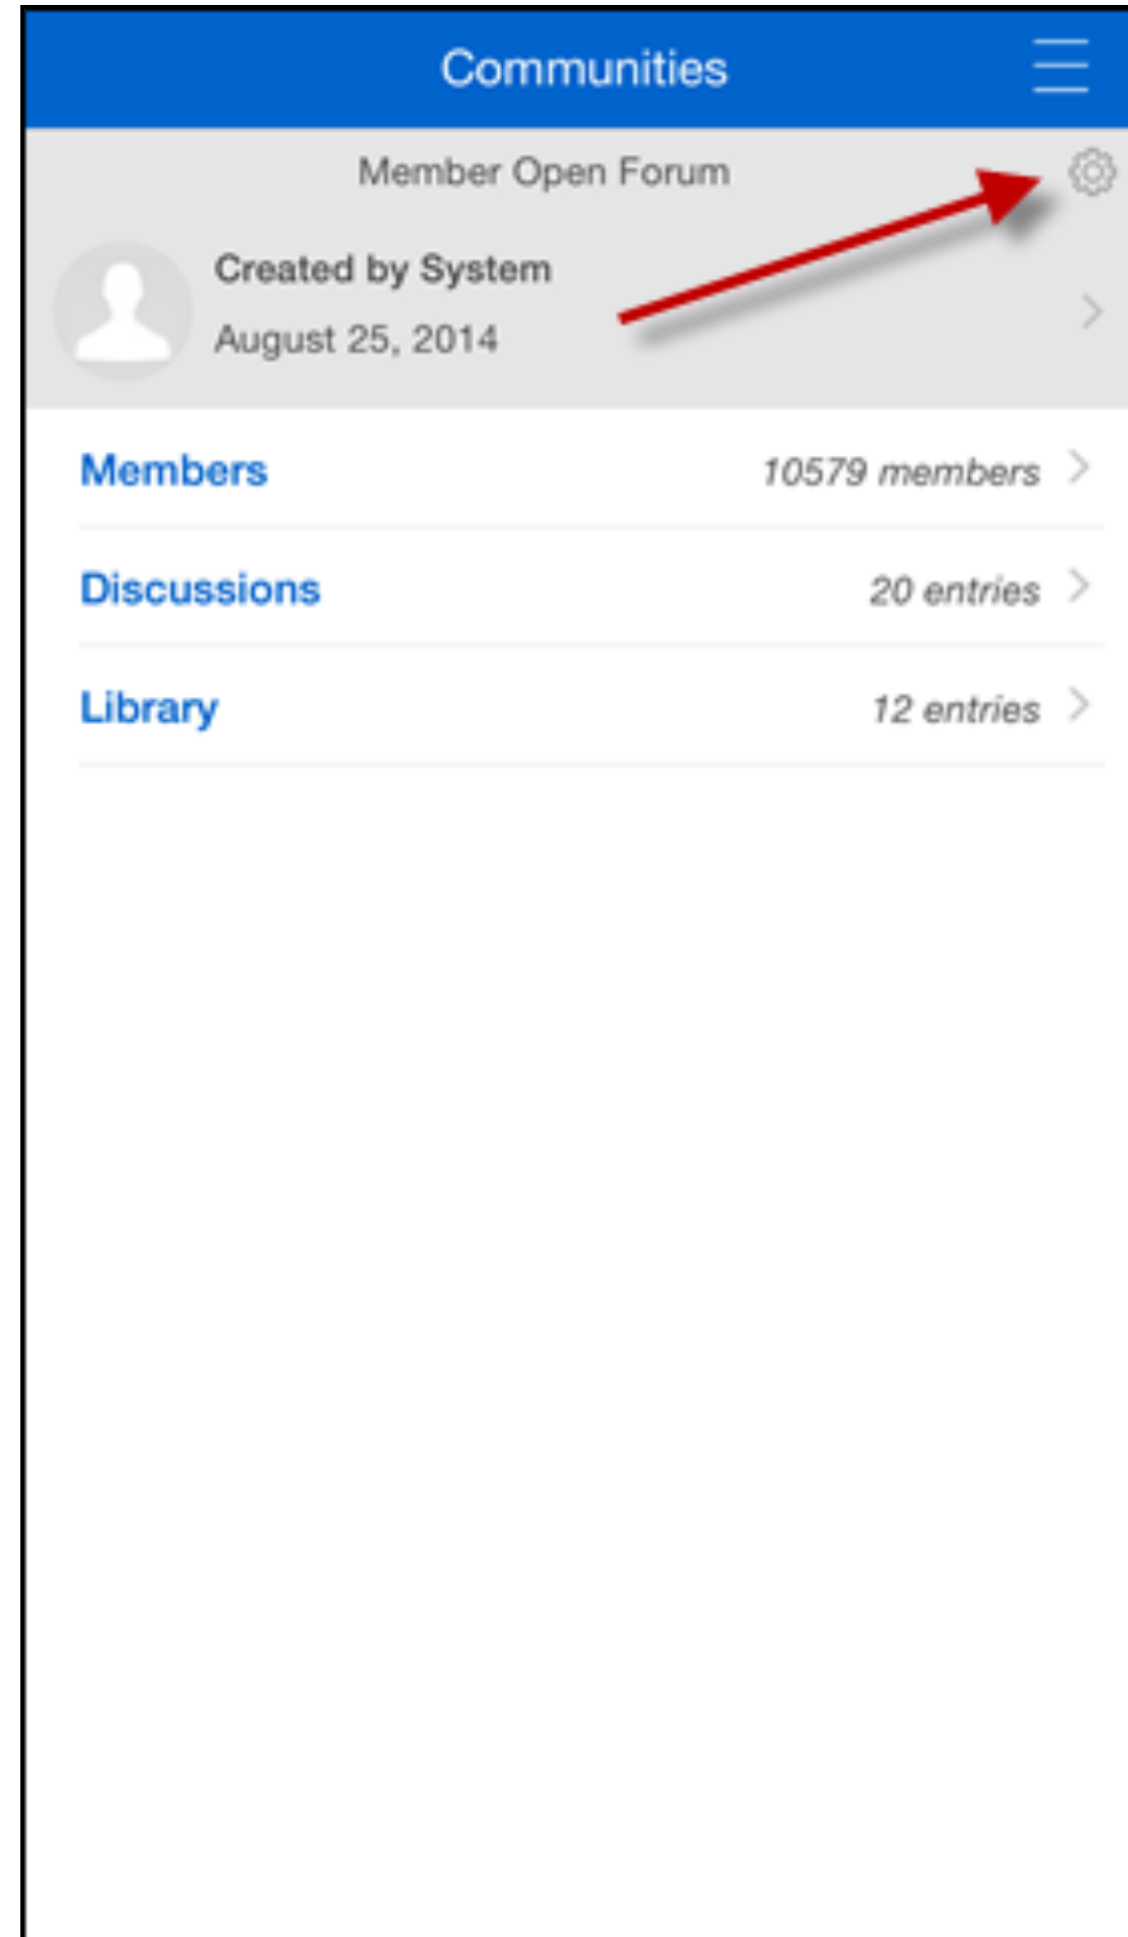 Communities
Member Open Forum
Created by System
August 25, 2014
Members 10579 members
Discussions 20 entries
Library 12 entries